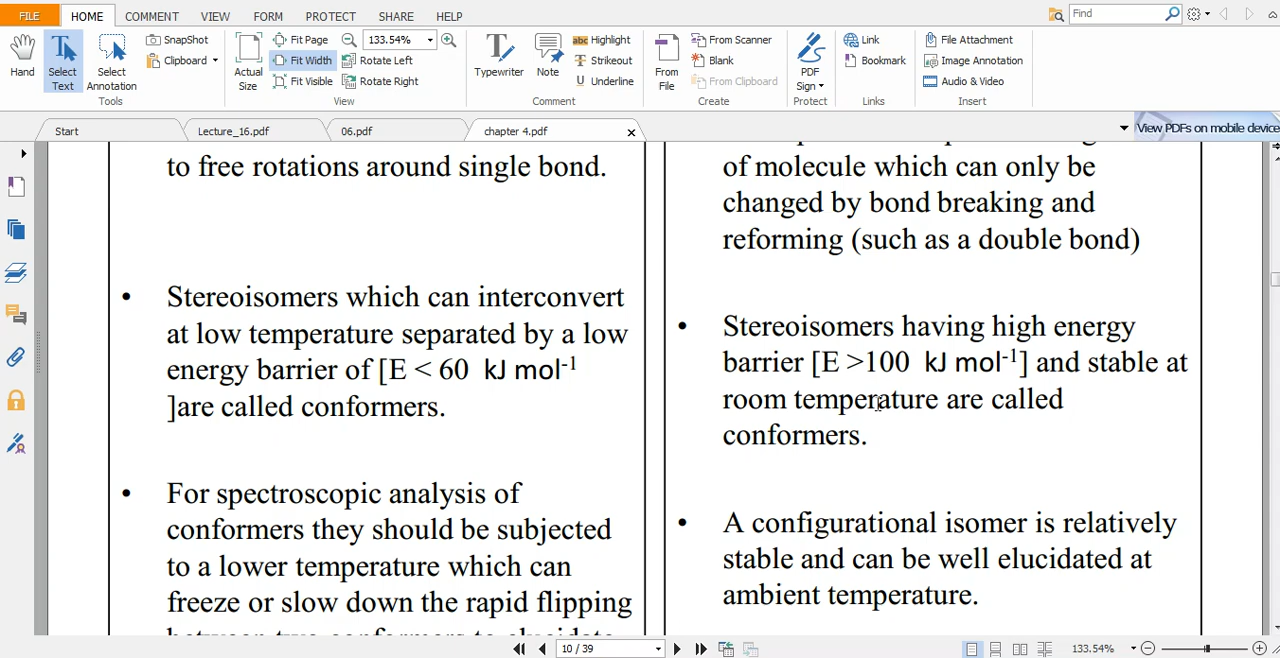 FILE HOME COMMENT VIEW FORM PROTECT SHARE HELP Find
Hand
Select
Text
Select
Annotation
SnapShot
Clipboard
Tools
Actual
Size
Fit Page
Fit Width
Fit Visible
133.54%
Rotate Left
Rotate Right
View
Typewriter
Note
Highlight
Strikeout
Underline
Comment
From
File
From Scanner
Blank
From Clipboard
Create
PDF
Sign
Protect
Link
Bookmark
Links
File Attachment
Image Annotation
Audio & Video
Insert
Start Lecture_16.pdf 06.pdf chapter 4.pdf View PDFs on mobile device
to free rotations around single bond.
• Stereoisomers which can interconvert
at low temperature separated by a low
energy barrier of [E < 60 kJ mol-1
]are called conformers.
• For spectroscopic analysis of
conformers they should be subjected
to a lower temperature which can
freeze or slow down the rapid flipping
between two conformers to elucidate
of molecule which can only be
changed by bond breaking and
reforming (such as a double bond)
• Stereoisomers having high energy
barrier [E >100 kJ mol-1] and stable at
room temperature are called
conformers.
• A configurational isomer is relatively
stable and can be well elucidated at
ambient temperature.
10 / 39 133.54%